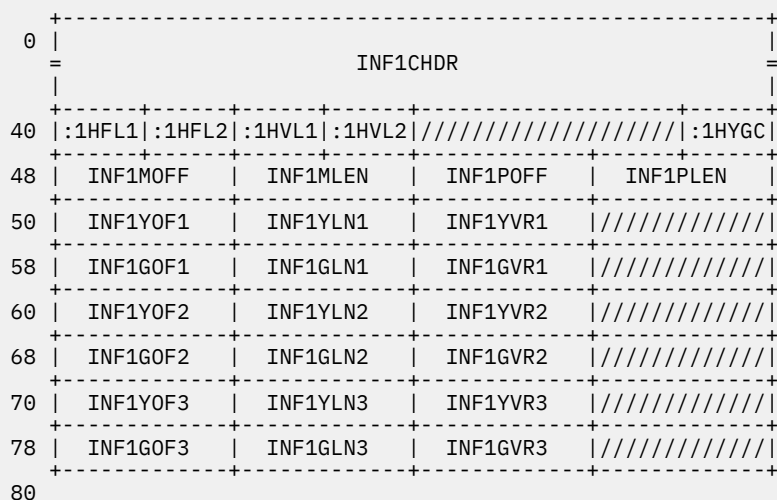 +-------------------------------------------------------+
 0 |                                                       |
   =                       INF1CHDR                        =
   |                                                       |
   +------+------+------+------+--------------------+------+
40 |:1HFL1|:1HFL2|:1HVL1|:1HVL2|////////////////////|:1HYGC|
   +------+------+------+------+-------------+------+------+
48 |  INF1MOFF   |  INF1MLEN   |  INF1POFF   |  INF1PLEN   |
   +-------------+-------------+-------------+-------------+
50 |  INF1YOF1   |  INF1YLN1   |  INF1YVR1   |/////////////|
   +-------------+-------------+-------------+-------------+
58 |  INF1GOF1   |  INF1GLN1   |  INF1GVR1   |/////////////|
   +-------------+-------------+-------------+-------------+
60 |  INF1YOF2   |  INF1YLN2   |  INF1YVR2   |/////////////|
   +-------------+-------------+-------------+-------------+
68 |  INF1GOF2   |  INF1GLN2   |  INF1GVR2   |/////////////|
   +-------------+-------------+-------------+-------------+
70 |  INF1YOF3   |  INF1YLN3   |  INF1YVR3   |/////////////|
   +-------------+-------------+-------------+-------------+
78 |  INF1GOF3   |  INF1GLN3   |  INF1GVR3   |/////////////|
   +-------------+-------------+-------------+-------------+
80